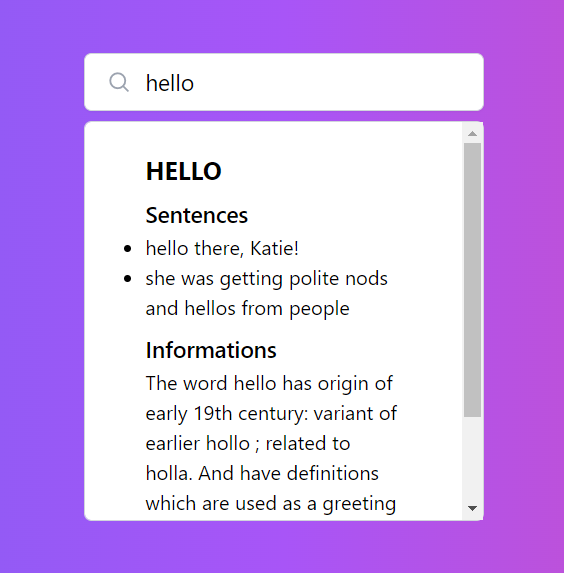 hello
HELLO
Sentences
hello there, Katie!
she was getting polite nods
and hellos from people
Informations
The word hello has origin of
early 19th century: variant of
earlier hollo ; related to
holla. And have definitions
which are used as a greeting